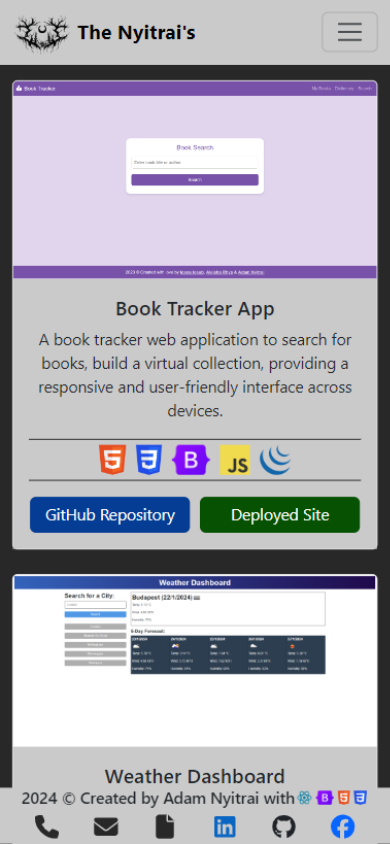 The Nyitrai's
Book Tracker
Book Search
Search
Book Tracker App
A book tracker web application to search for
books, build a virtual collection, providing a
responsive and user-friendly interface across
devices.
JS
GitHub Repository
Deployed Site
Weather Dashboard
Search for a City:
Budapest (22/1/2024)
5-Day Forecast:
Weather Dashboard
2024 © Created by Adam Nyitrai with